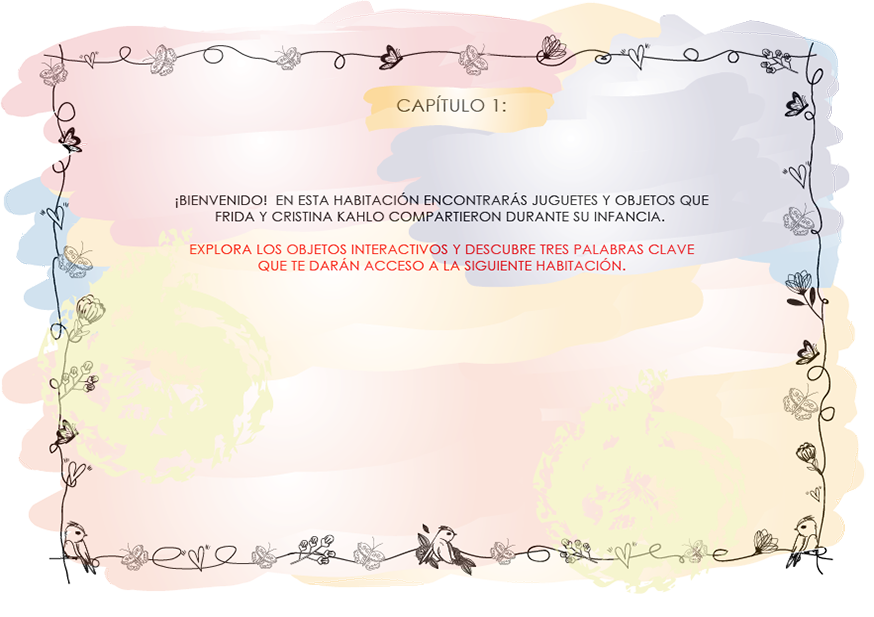 CAPÍTULO 1:
¡BIENVENIDO! EN ESTA HABITACIÓN ENCONTRARÁS JUGUETES Y OBJETOS QUE
FRIDA Y CRISTINA KAHLO COMPARTIERON DURANTE SU INFANCIA.
EXPLORA LOS OBJETOS INTERACTIVOS Y DESCUBRE TRES PALABRAS CLAVE
QUE TE DARÁN ACCESO A LA SIGUIENTE HABITACIÓN.